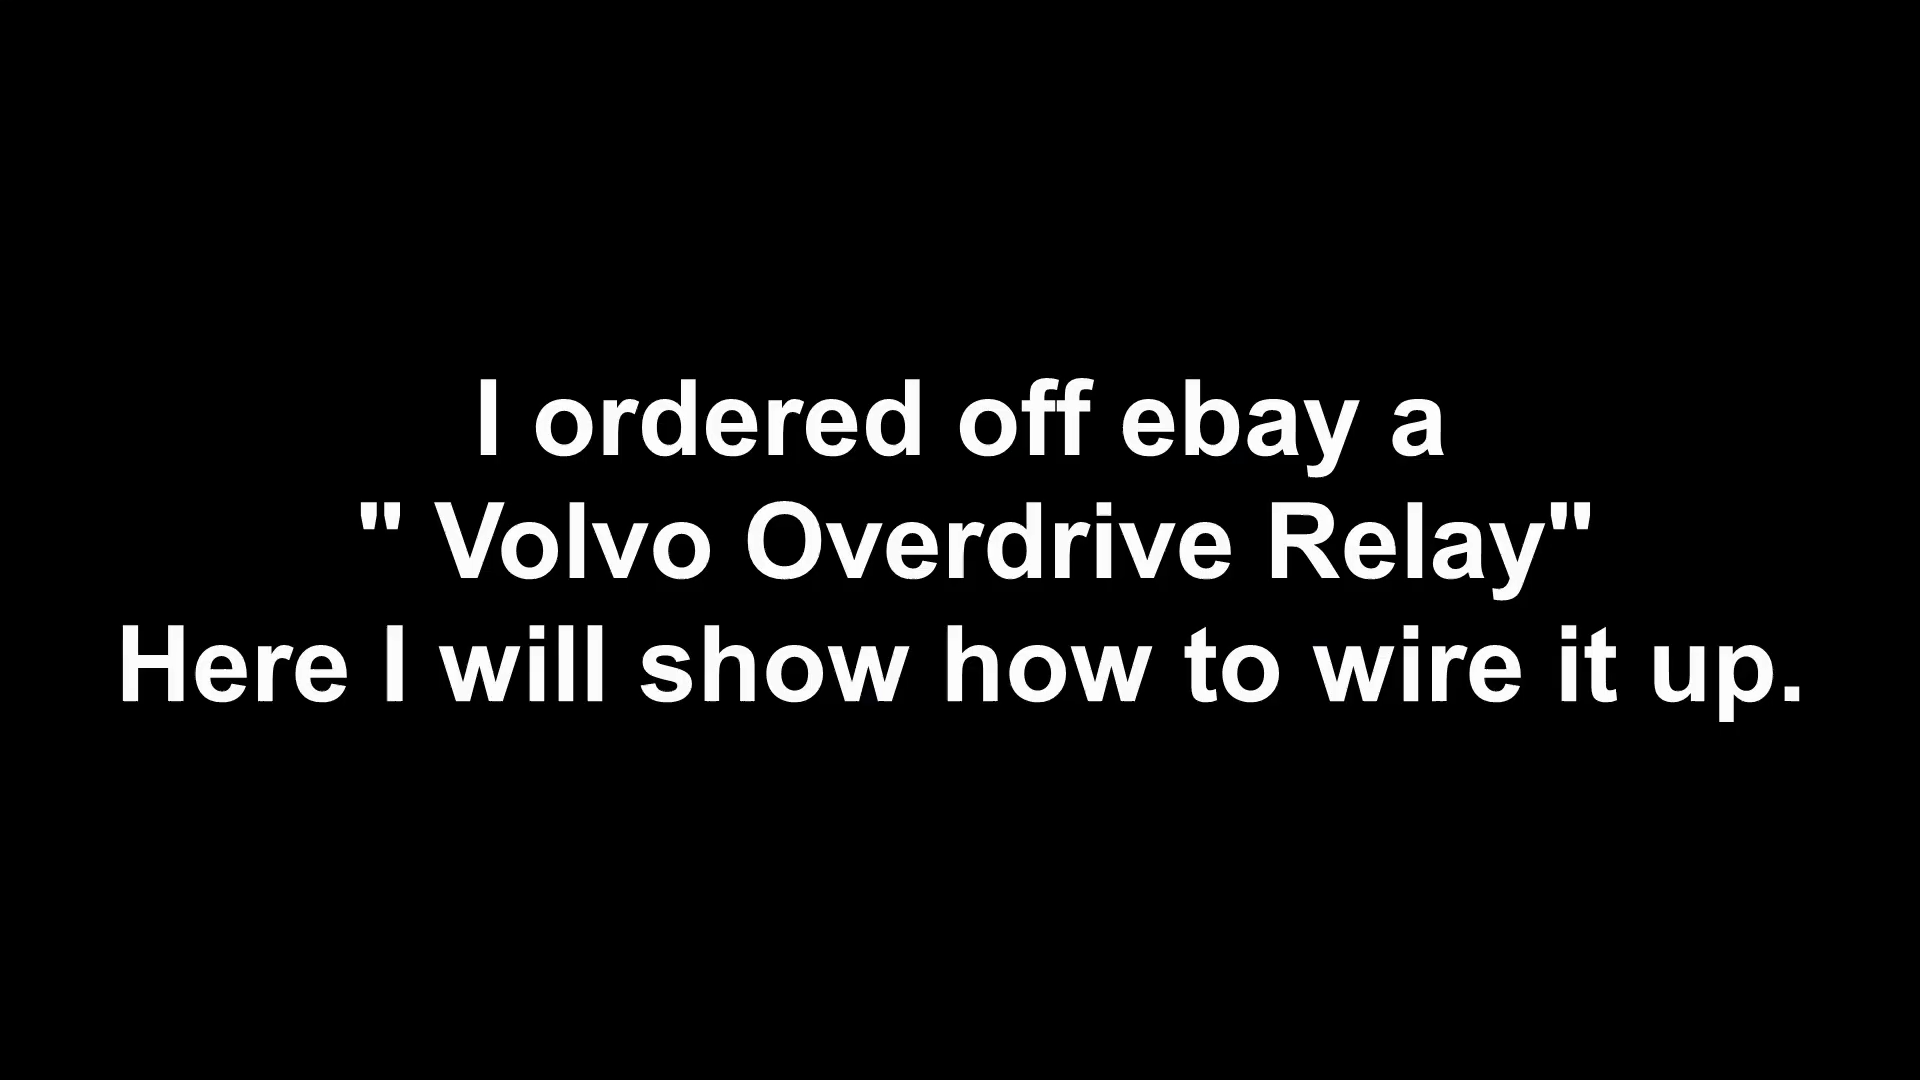 I ordered off ebay a
" Volvo Overdrive Relay"
Here I will show how to wire it up.